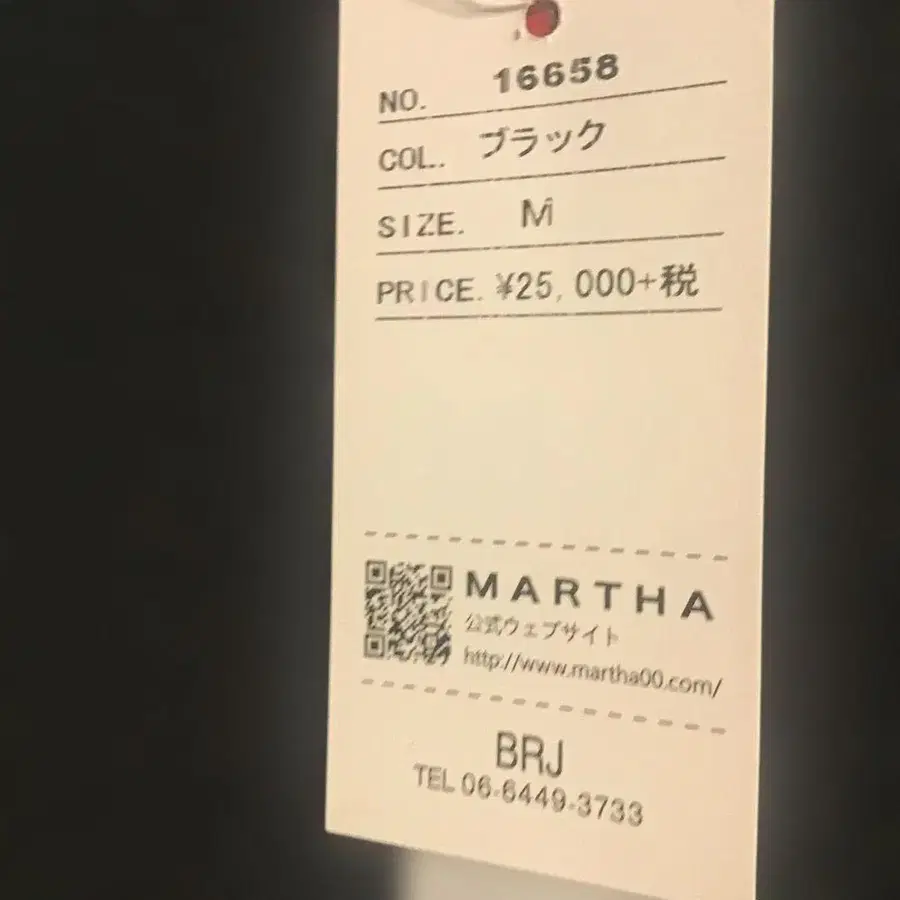 NO. 16658
COL. ブラック
SIZE. M
PRICE. ¥25,000+税
MARTHA
公式ウェブサイト
http://www.martha00.com/
BRJ
TEL 06-6449-3733